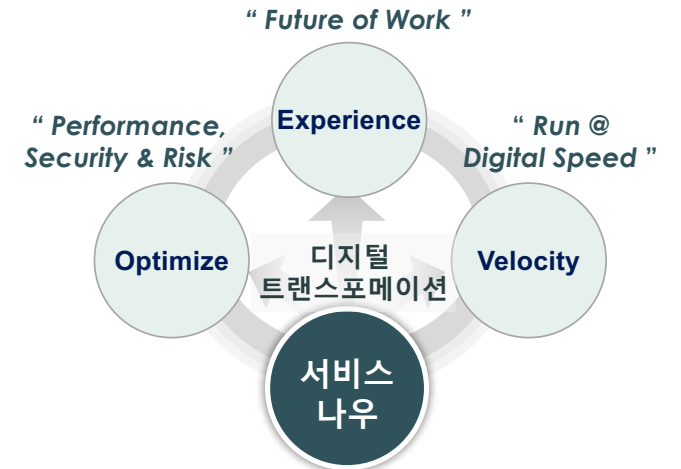 “ Future of Work ”
Experience
“ Performance,
Security & Risk ”
“ Run @
Digital Speed ”
Optimize
디지털
트랜스포메이션
Velocity
서비스
나우